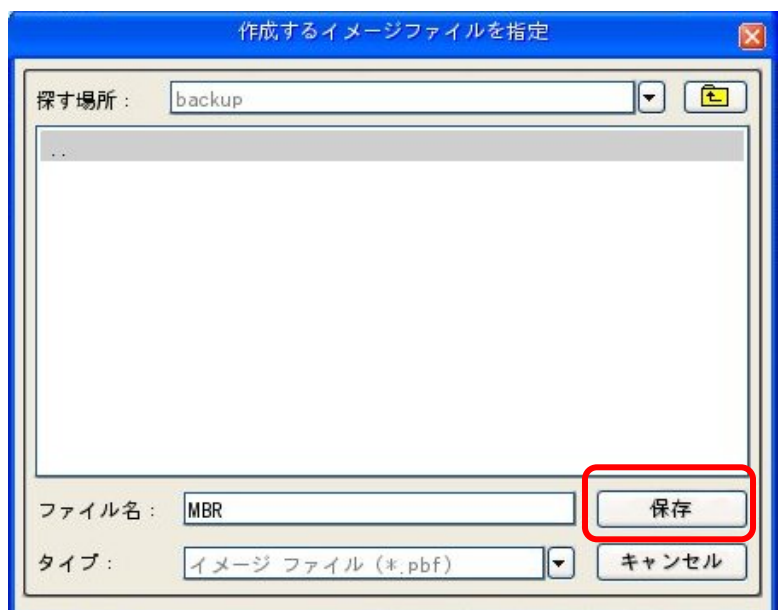 作成するイメージファイルを指定
探す場所： backup
..
ファイル名： MBR 保存
タイプ： イメージ ファイル (*.pbf) キャンセル